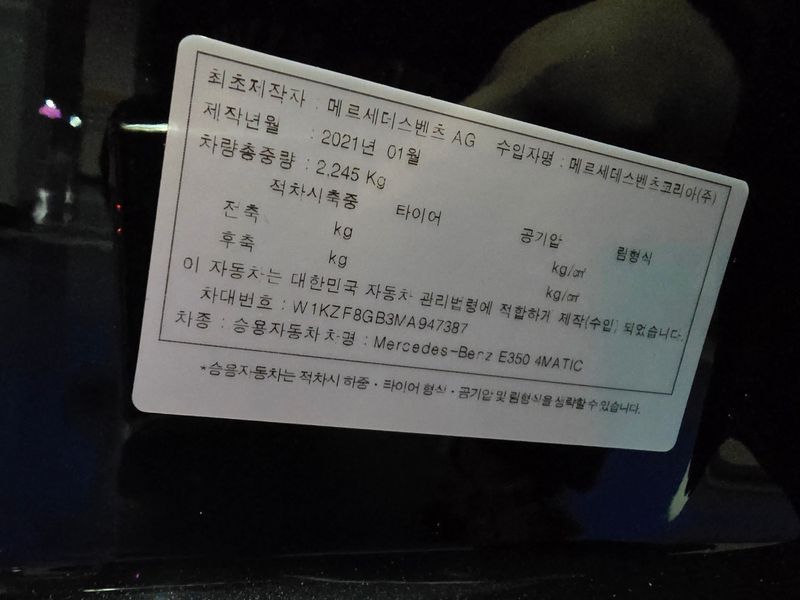 최초제작자 : 메르세데스벤츠 AG 수입자명 : 메르세데스벤츠코리아(주)
제작년월 : 2021년 01월
차량총중량 : 2,245 Kg
적차시축중 타이어 공기압 림형식
전축 kg kg/㎠
후축 kg kg/㎠
이 자동차는 대한민국 자동차 관리법령에 적합하게 제작(수입) 되었습니다.
차대번호 : W1KZF8GB3MA947387
차종 : 승용자동차 차명 : Mercedes-Benz E350 4MATIC
*승용자동차는 적차시 하중·타이어 형식·공기압 및 림형식을 생략할 수 있습니다.